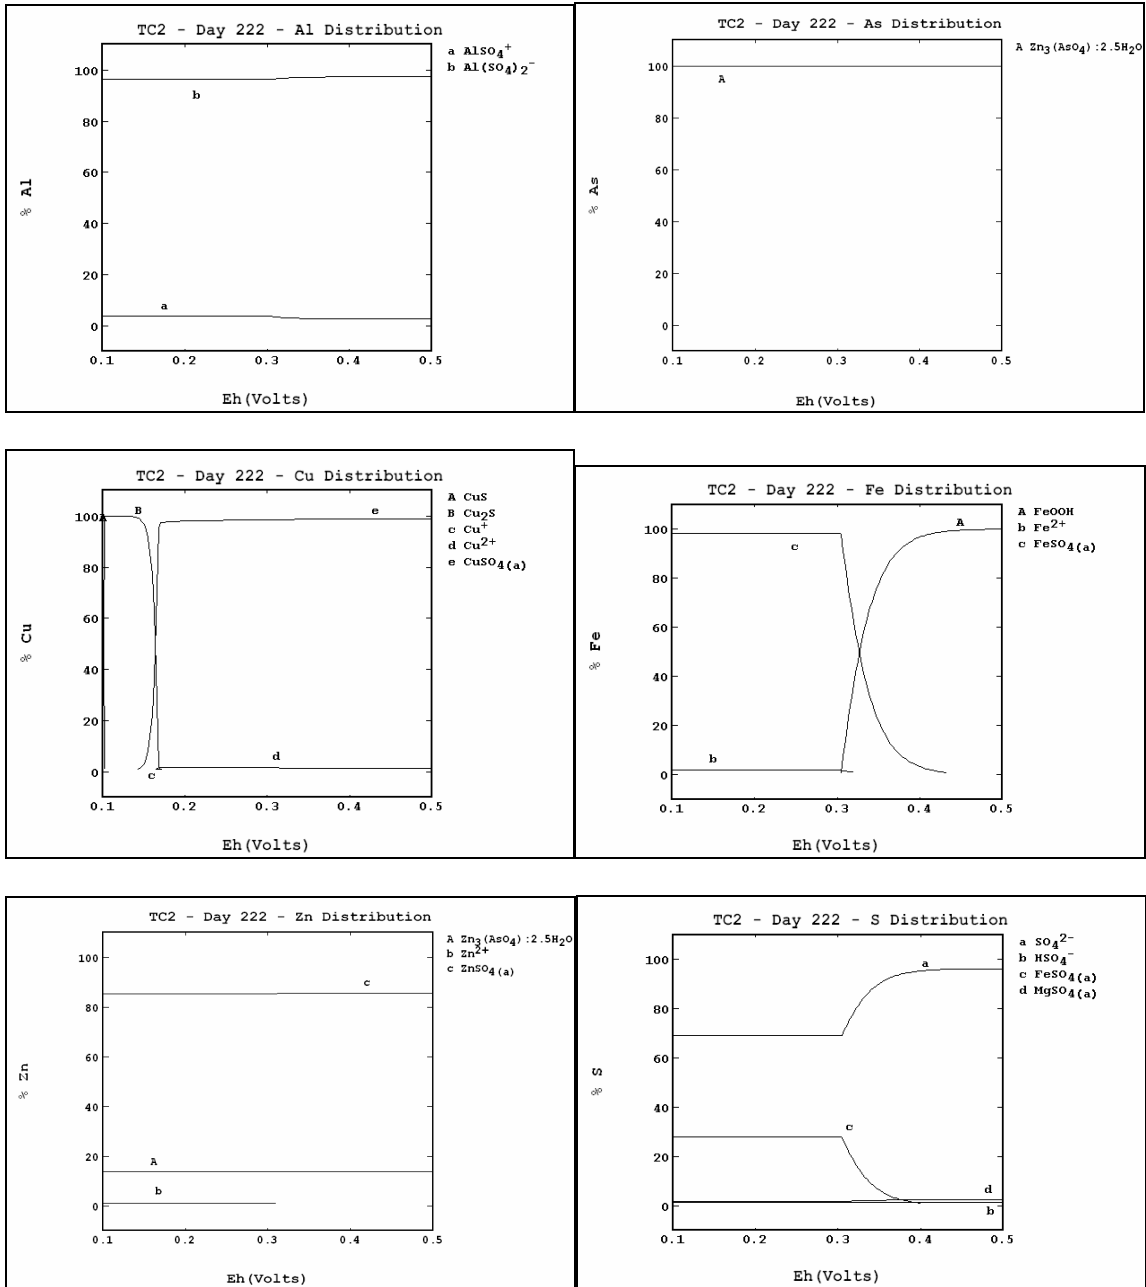 TC2 - Day 222 - Al Distribution
a AlSO₄⁺
b Al(SO₄)₂⁻
% Al
100
80
60
40
20
0
b
a
0.1 0.2 0.3 0.4 0.5
Eh(Volts)
TC2 - Day 222 - As Distribution
A Zn₃(AsO₄):2.5H₂O
% As
100
80
60
40
20
0
A
0.1 0.2 0.3 0.4 0.5
Eh(Volts)
TC2 - Day 222 - Cu Distribution
A CuS
B Cu₂S
c Cu⁺
d Cu²⁺
e CuSO₄(a)
% Cu
100
80
60
40
20
0
A
B
e
d
c
0.1 0.2 0.3 0.4 0.5
Eh(Volts)
TC2 - Day 222 - Fe Distribution
A FeOOH
b Fe²⁺
c FeSO₄(a)
% Fe
100
80
60
40
20
0
A
c
b
0.1 0.2 0.3 0.4 0.5
Eh(Volts)
TC2 - Day 222 - Zn Distribution
A Zn₃(AsO₄):2.5H₂O
b Zn²⁺
c ZnSO₄(a)
% Zn
100
80
60
40
20
0
c
A
b
0.1 0.2 0.3 0.4 0.5
Eh(Volts)
TC2 - Day 222 - S Distribution
a SO₄²⁻
b HSO₄⁻
c FeSO₄(a)
d MgSO₄(a)
% S
100
80
60
40
20
0
a
c
d
b
0.1 0.2 0.3 0.4 0.5
Eh(Volts)